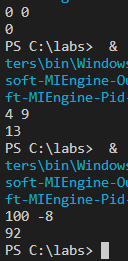 0 0
0
PS C:\labs>  &
ters\bin\Windows
soft-MIEngine-Ou
ft-MIEngine-Pid-
4 9
13
PS C:\labs>  &
ters\bin\Windows
soft-MIEngine-Ou
ft-MIEngine-Pid-
100 -8
92
PS C:\labs>